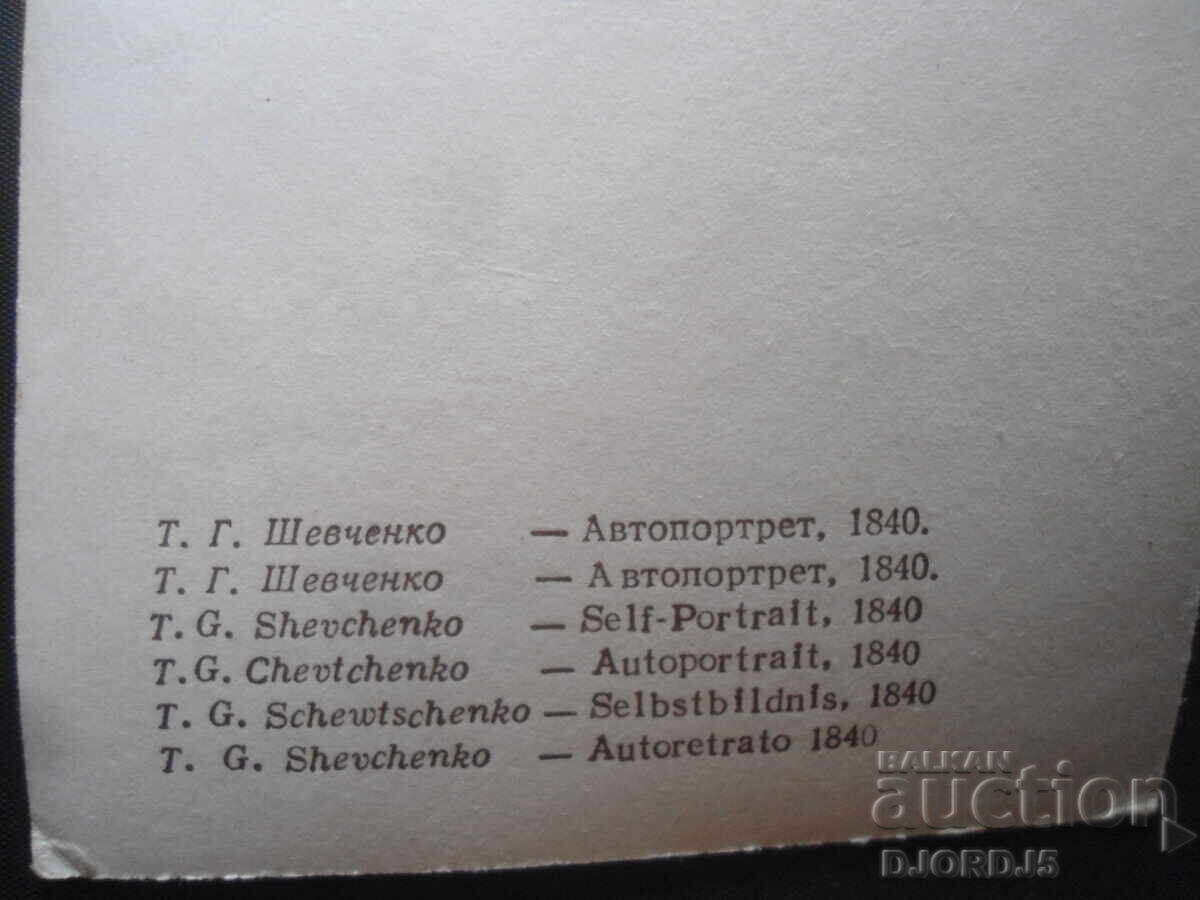 Т. Г. Шевченко — Автопортрет, 1840.
Т. Г. Шевченко — Автопортрет, 1840.
T. G. Shevchenko — Self-Portrait, 1840
T. G. Chevtchenko — Autoportrait, 1840
T. G. Schewtschenko — Selbstbildnis, 1840
T. G. Shevchenko — Autoretrato 1840
BALKAN
auction
DJORDJ5